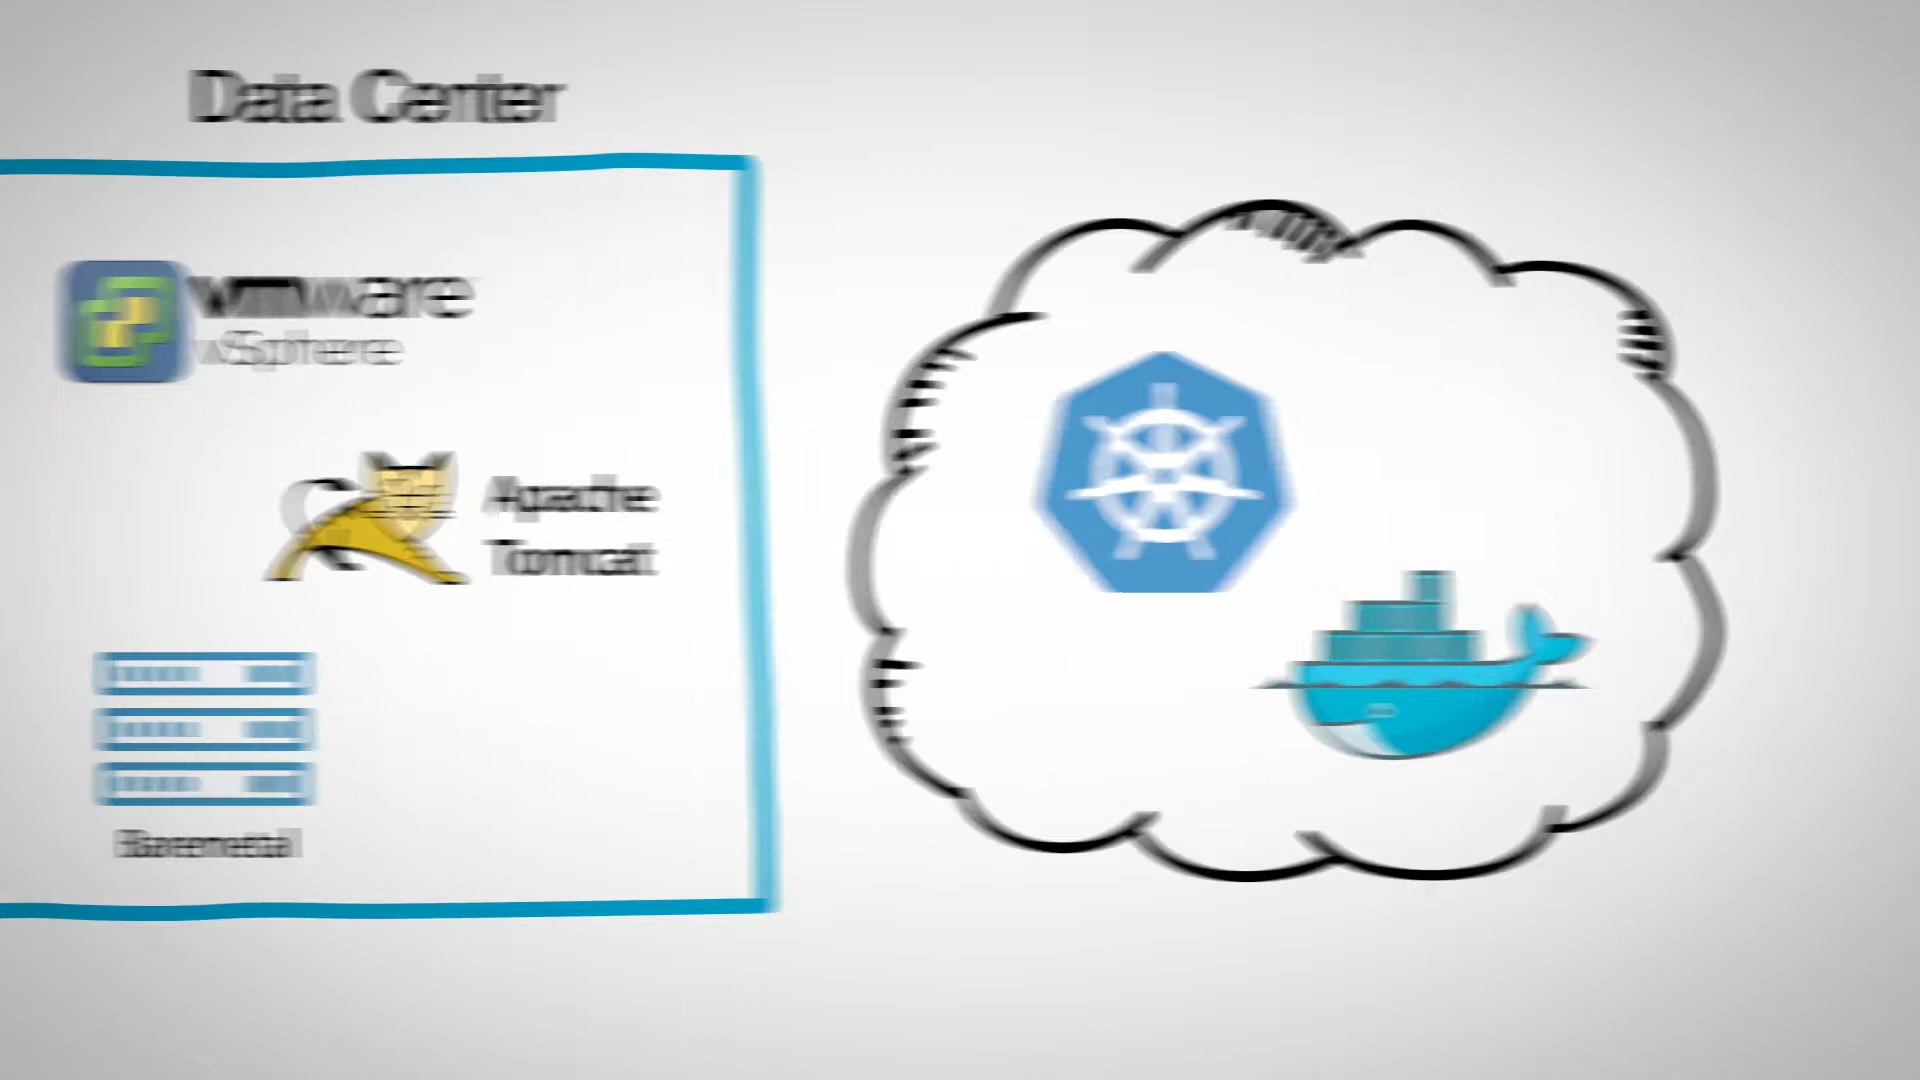 Data Center
vmware
vSphere
Apache
Tomcat
Baremetal